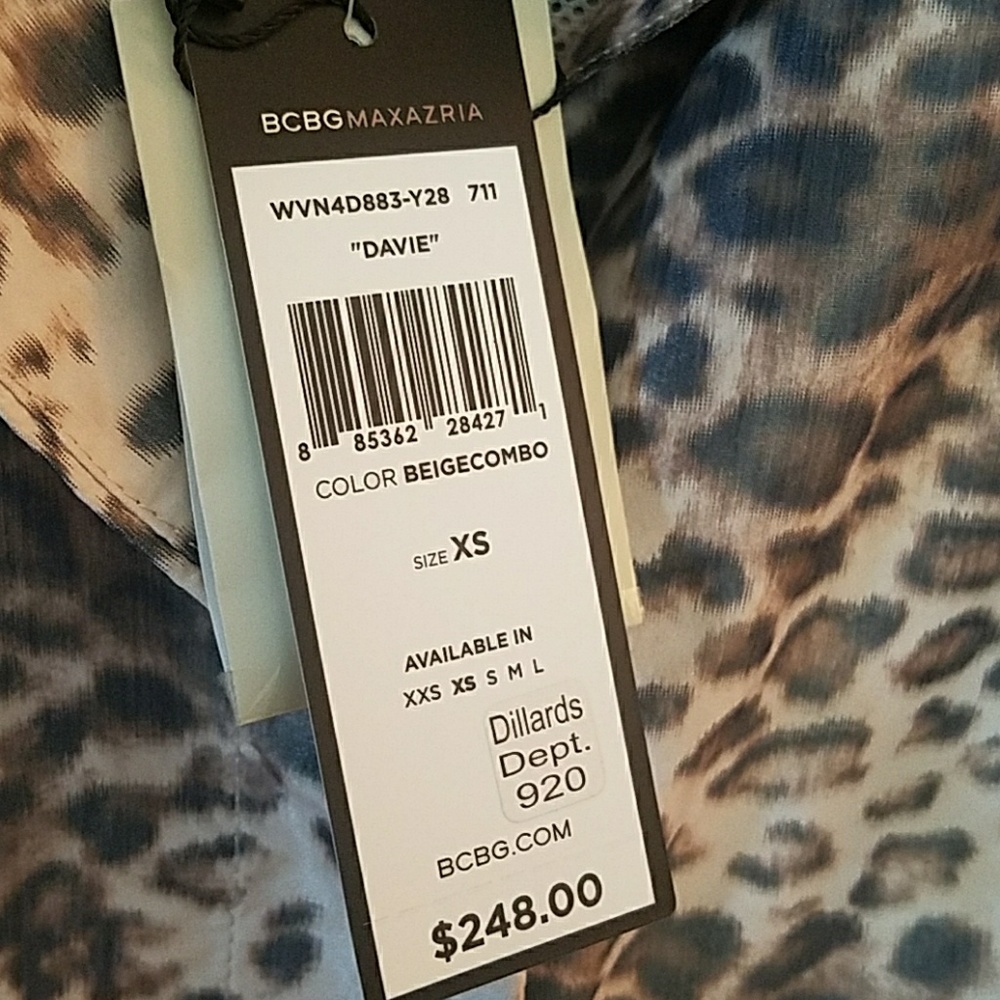 BCBGMAXAZRIA
WVN4D883-Y28 711
"DAVIE"
8 85362 28427 1
COLOR BEIGECOMBO
SIZE XS
AVAILABLE IN
XXS XS S M L
Dillards
Dept.
920
BCBG.COM
$248.00